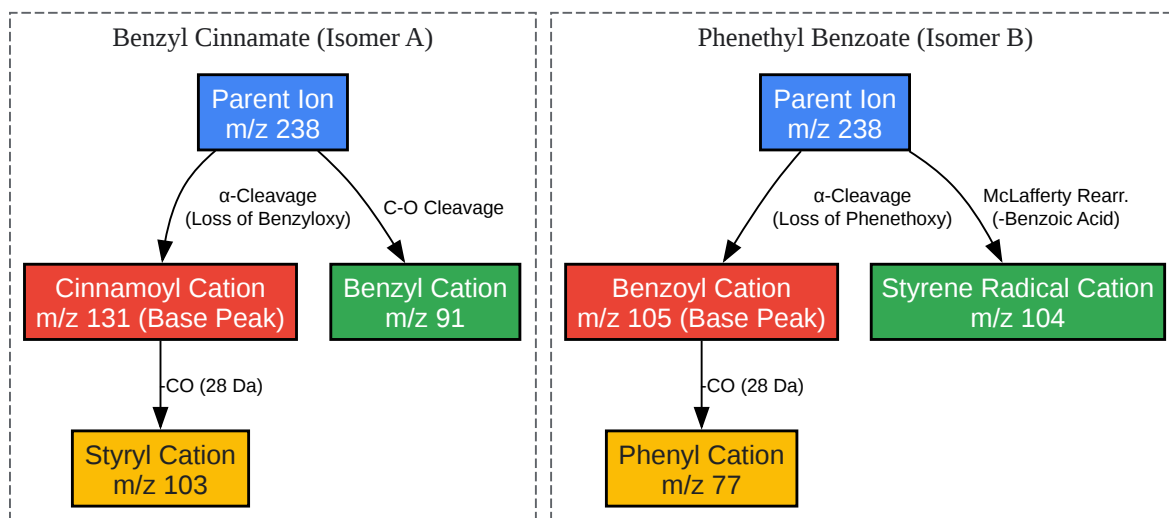 Benzyl Cinnamate (Isomer A)
Parent Ion
m/z 238
α-Cleavage
(Loss of Benzyloxy)
C-O Cleavage
Cinnamoyl Cation
m/z 131 (Base Peak)
Benzyl Cation
m/z 91
-CO (28 Da)
Styryl Cation
m/z 103
Phenethyl Benzoate (Isomer B)
Parent Ion
m/z 238
α-Cleavage
(Loss of Phenethoxy)
McLafferty Rearr.
(-Benzoic Acid)
Benzoyl Cation
m/z 105 (Base Peak)
Styrene Radical Cation
m/z 104
-CO (28 Da)
Phenyl Cation
m/z 77